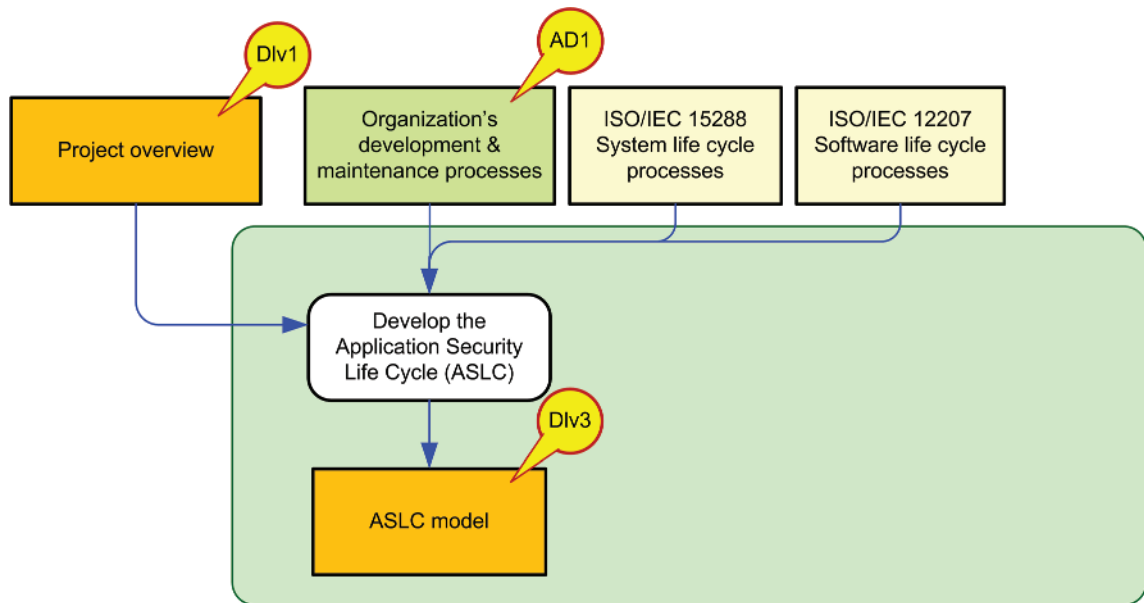 Dlv1
AD1
Project overview
Organization's
development &
maintenance processes
ISO/IEC 15288
System life cycle
processes
ISO/IEC 12207
Software life cycle
processes
Develop the
Application Security
Life Cycle (ASLC)
Dlv3
ASLC model